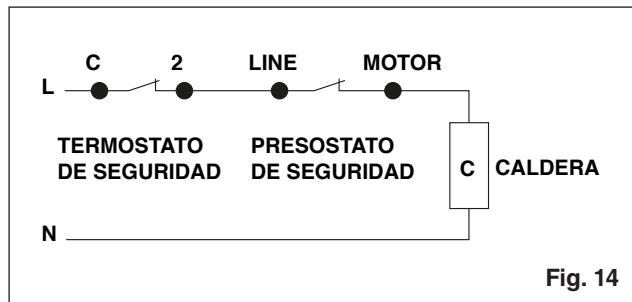 C 2 LINE MOTOR
L
TERMOSTATO PRESOSTATO
DE SEGURIDAD DE SEGURIDAD
C CALDERA
N
Fig. 14